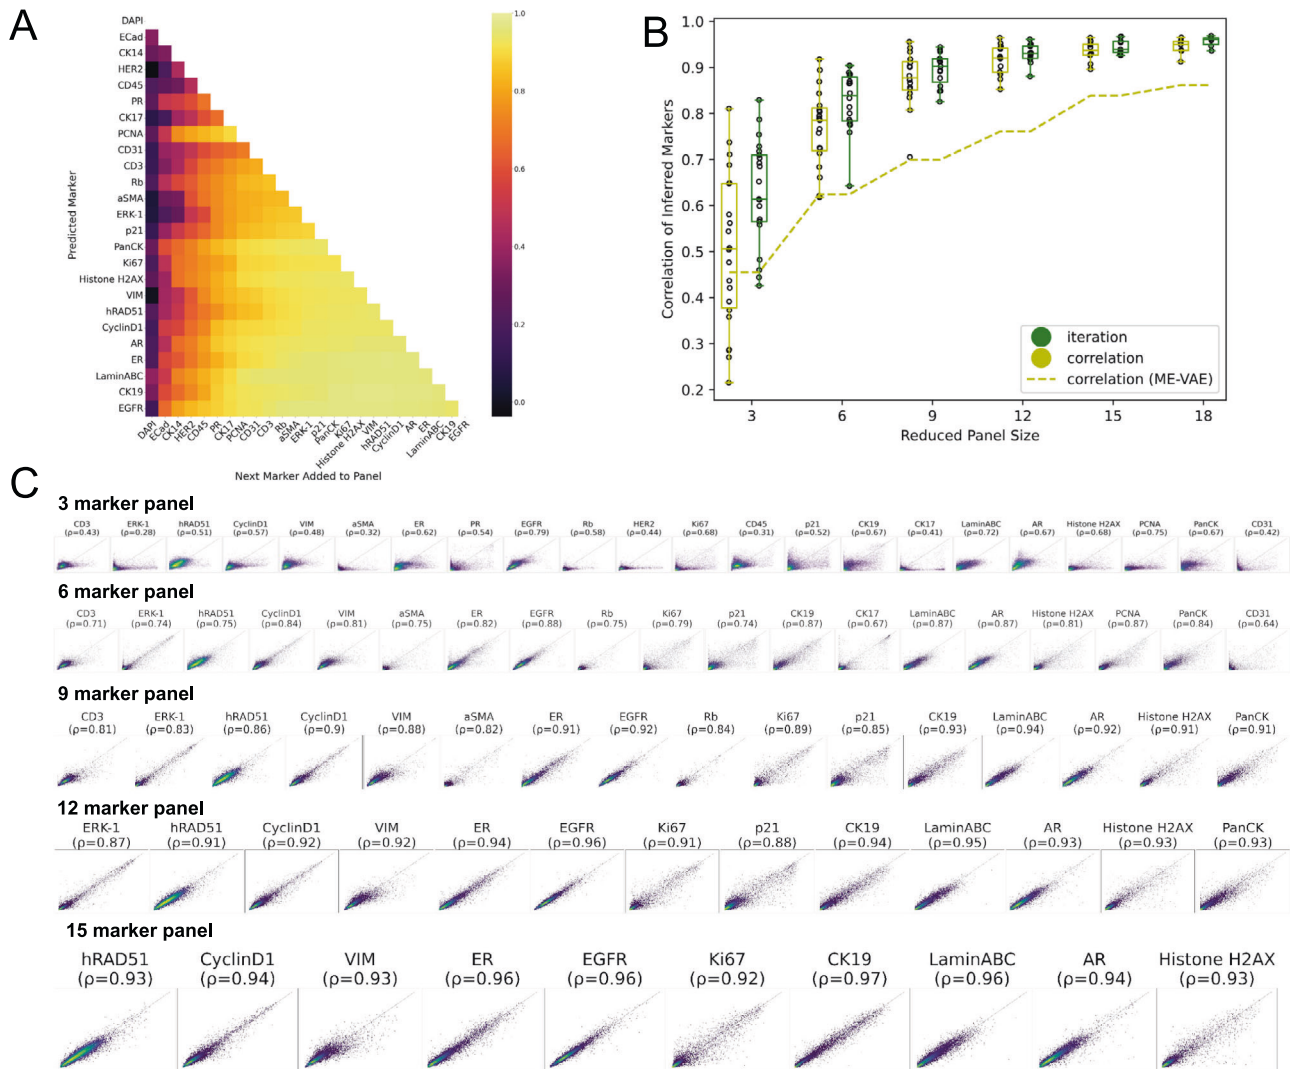 A
DAPI
ECad
CK14
HER2
CD45
PR
CK17
PCNA
CD31
CD3
Rb
aSMA
ERK-1
p21
PanCK
Ki67
Histone H2AX
VIM
hRAD51
CyclinD1
AR
ER
LaminABC
CK19
EGFR
Predicted Marker
DAPI ECad CK14 HER2 CD45 PR CK17 PCNA CD31 CD3 Rb aSMA ERK-1 p21 PanCK Ki67 Histone H2AX VIM hRAD51 CyclinD1 AR ER LaminABC CK19 EGFR
Next Marker Added to Panel
1.0
0.8
0.6
0.4
0.2
0.0
B
1.0
0.9
0.8
0.7
0.6
0.5
0.4
0.3
0.2
Correlation of Inferred Markers
iteration
correlation
correlation (ME-VAE)
3 6 9 12 15 18
Reduced Panel Size
C
3 marker panel
CD3 ERK-1 hRAD51 CyclinD1 VIM aSMA ER PR EGFR Rb HER2 Ki67 CD45 p21 CK19 CK17 LaminABC AR Histone H2AX PCNA PanCK CD31
(ρ=0.43) (ρ=0.28) (ρ=0.51) (ρ=0.57) (ρ=0.48) (ρ=0.32) (ρ=0.62) (ρ=0.54) (ρ=0.79) (ρ=0.58) (ρ=0.44) (ρ=0.68) (ρ=0.31) (ρ=0.52) (ρ=0.67) (ρ=0.41) (ρ=0.72) (ρ=0.67) (ρ=0.68) (ρ=0.75) (ρ=0.67) (ρ=0.42)
6 marker panel
CD3 ERK-1 hRAD51 CyclinD1 VIM aSMA ER EGFR Rb Ki67 p21 CK19 CK17 LaminABC AR Histone H2AX PCNA PanCK CD31
(ρ=0.71) (ρ=0.74) (ρ=0.75) (ρ=0.84) (ρ=0.81) (ρ=0.75) (ρ=0.82) (ρ=0.88) (ρ=0.75) (ρ=0.79) (ρ=0.74) (ρ=0.87) (ρ=0.67) (ρ=0.87) (ρ=0.87) (ρ=0.81) (ρ=0.87) (ρ=0.84) (ρ=0.64)
9 marker panel
CD3 ERK-1 hRAD51 CyclinD1 VIM aSMA ER EGFR Rb Ki67 p21 CK19 LaminABC AR Histone H2AX PanCK
(ρ=0.81) (ρ=0.83) (ρ=0.86) (ρ=0.9) (ρ=0.88) (ρ=0.82) (ρ=0.91) (ρ=0.92) (ρ=0.84) (ρ=0.89) (ρ=0.85) (ρ=0.93) (ρ=0.94) (ρ=0.92) (ρ=0.91) (ρ=0.91)
12 marker panel
ERK-1 hRAD51 CyclinD1 VIM ER EGFR Ki67 p21 CK19 LaminABC AR Histone H2AX PanCK
(ρ=0.87) (ρ=0.91) (ρ=0.92) (ρ=0.92) (ρ=0.94) (ρ=0.96) (ρ=0.91) (ρ=0.88) (ρ=0.94) (ρ=0.95) (ρ=0.93) (ρ=0.93) (ρ=0.93)
15 marker panel
hRAD51 CyclinD1 VIM ER EGFR Ki67 CK19 LaminABC AR Histone H2AX
(ρ=0.93) (ρ=0.94) (ρ=0.93) (ρ=0.96) (ρ=0.96) (ρ=0.92) (ρ=0.97) (ρ=0.96) (ρ=0.94) (ρ=0.93)